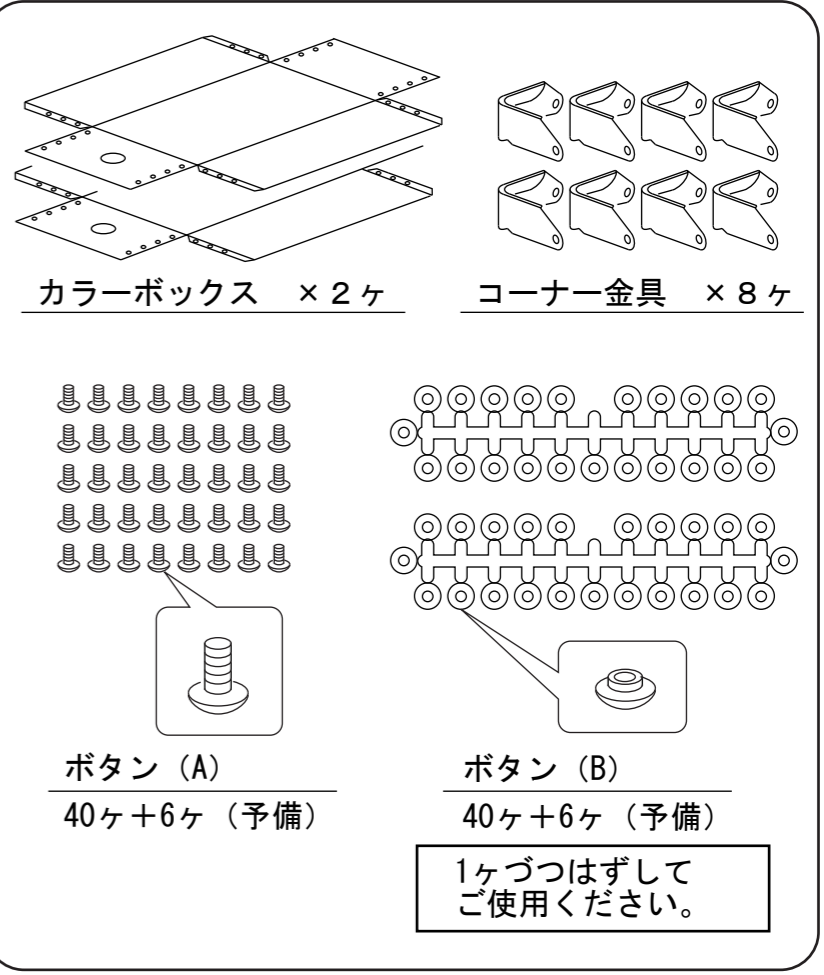 カラーボックス　×２ヶ
コーナー金具　×８ヶ
ボタン（A）
40ヶ＋6ヶ（予備）
ボタン（B）
40ヶ＋6ヶ（予備）
1ヶづつはずして
ご使用ください。